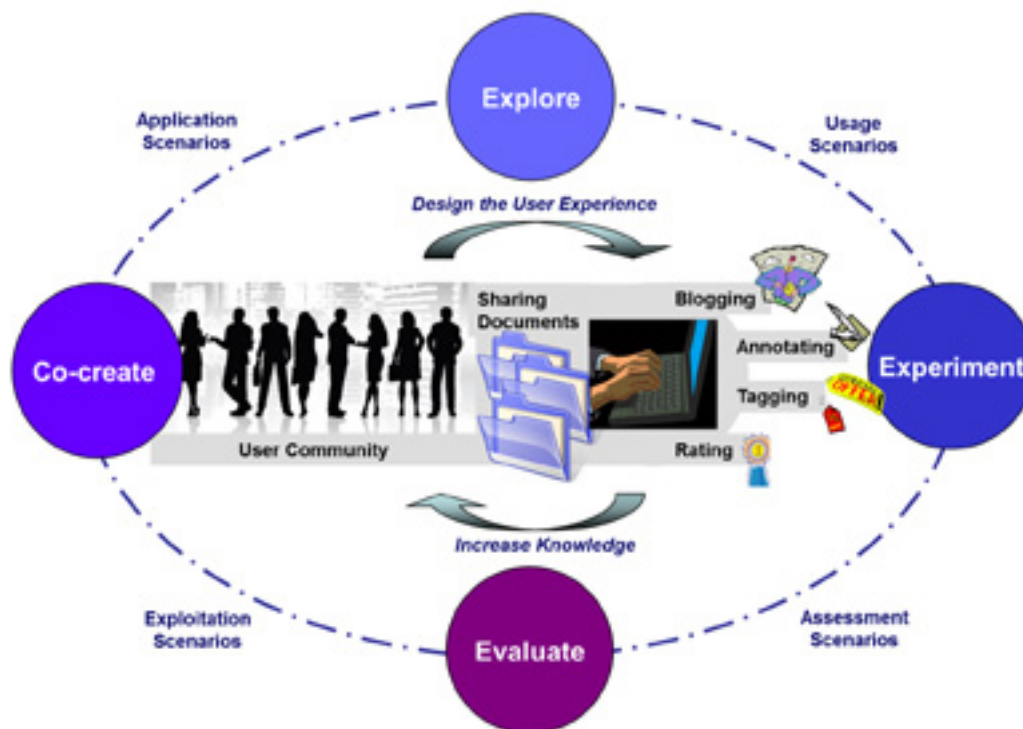 Explore
Application
Scenarios
Usage
Scenarios
Design the User Experience
Sharing
Documents
Blogging
Annotating
Co-create
Experiment
Tagging
User Community
Rating
Increase Knowledge
Exploitation
Scenarios
Assessment
Scenarios
Evaluate